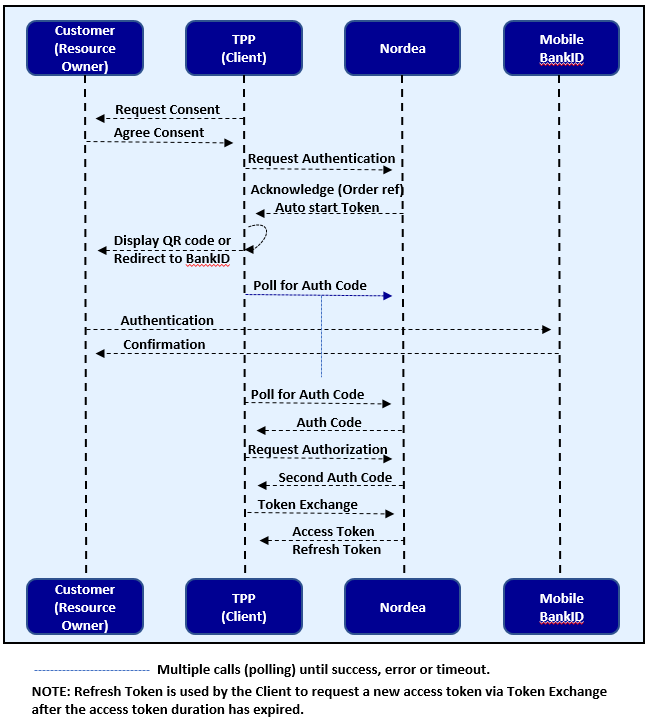 Customer
(Resource
Owner)
TPP
(Client)
Nordea
Mobile
BankID
Request Consent
Agree Consent
Request Authentication
Acknowledge (Order ref)
Auto start Token
Display QR code or
Redirect to BankID
Poll for Auth Code
Authentication
Confirmation
Poll for Auth Code
Auth Code
Request Authorization
Second Auth Code
Token Exchange
Access Token
Refresh Token
Customer
(Resource
Owner)
TPP
(Client)
Nordea
Mobile
BankID
Multiple calls (polling) until success, error or timeout.
NOTE: Refresh Token is used by the Client to request a new access token via Token Exchange
after the access token duration has expired.